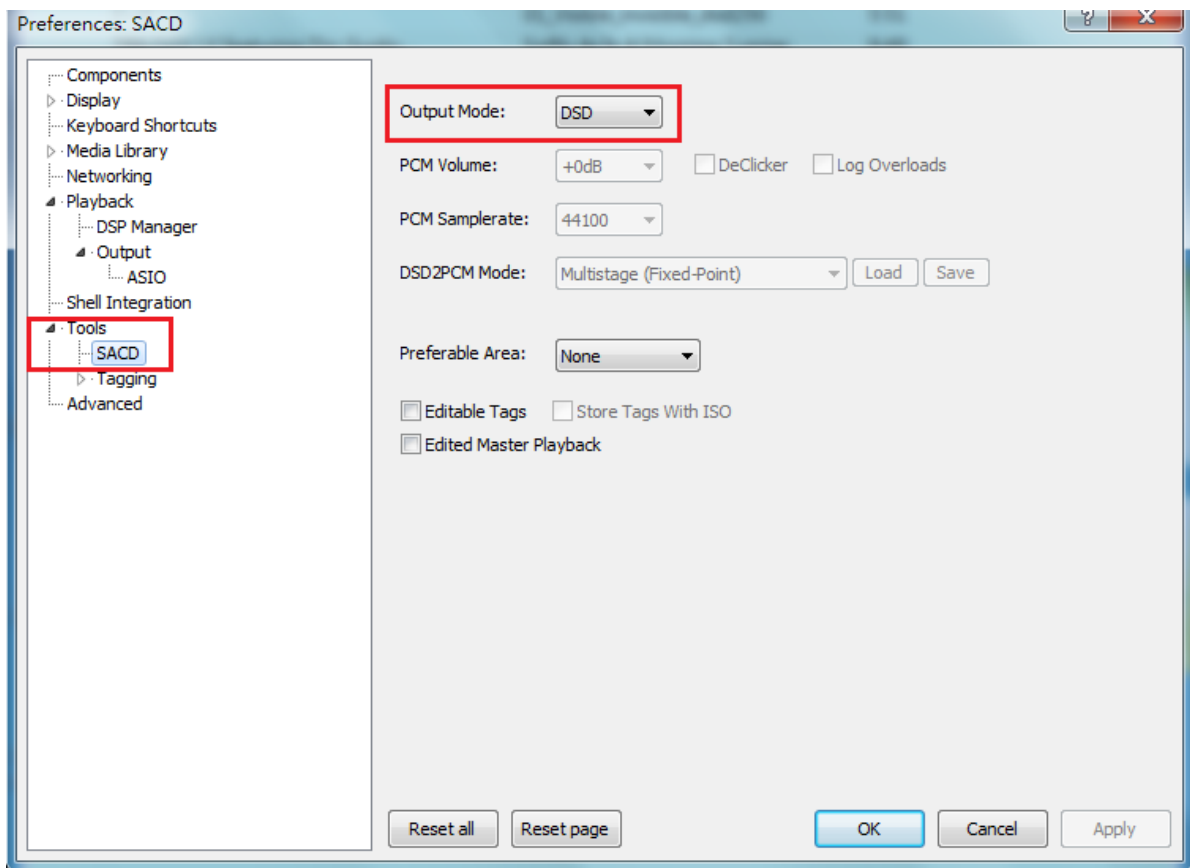 Preferences: SACD
Components
Display
Keyboard Shortcuts
Media Library
Networking
Playback
DSP Manager
Output
ASIO
Shell Integration
Tools
SACD
Tagging
Advanced
Output Mode: DSD
PCM Volume: +0dB DeClicker Log Overloads
PCM Samplerate: 44100
DSD2PCM Mode: Multistage (Fixed-Point) Load Save
Preferable Area: None
Editable Tags Store Tags With ISO
Edited Master Playback
Reset all Reset page OK Cancel Apply